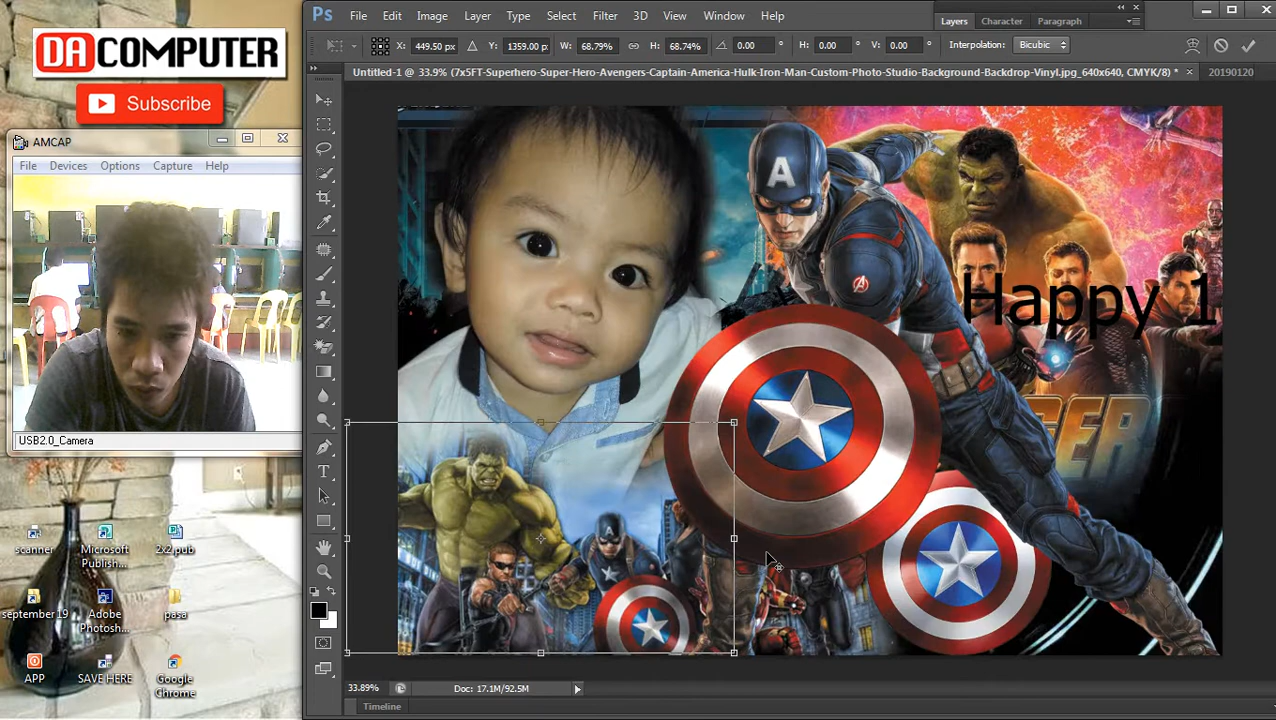 DA COMPUTER
Subscribe
AMCAP
File Devices Options Capture Help
USB2.0_Camera
scanner
Microsoft Publish...
2x2.pub
september 19
Adobe Photosh...
pasa
APP
SAVE HERE
Google Chrome
Ps File Edit Image Layer Type Select Filter 3D View Window Help
Layers Character Paragraph
X: 449.50 px Y: 1359.00 px W: 68.79% H: 68.74% 0.00 ° H: 0.00 ° V: 0.00 ° Interpolation: Bicubic
Untitled-1 @ 33.9% (7x5FT-Superhero-Super-Hero-Avengers-Captain-America-Hulk-Iron-Man-Custom-Photo-Studio-Background-Backdrop-Vinyl.jpg_640x640, CMYK/8) * × 20190120
A
A
Happy 1
33.89% Doc: 17.1M/92.5M
Timeline